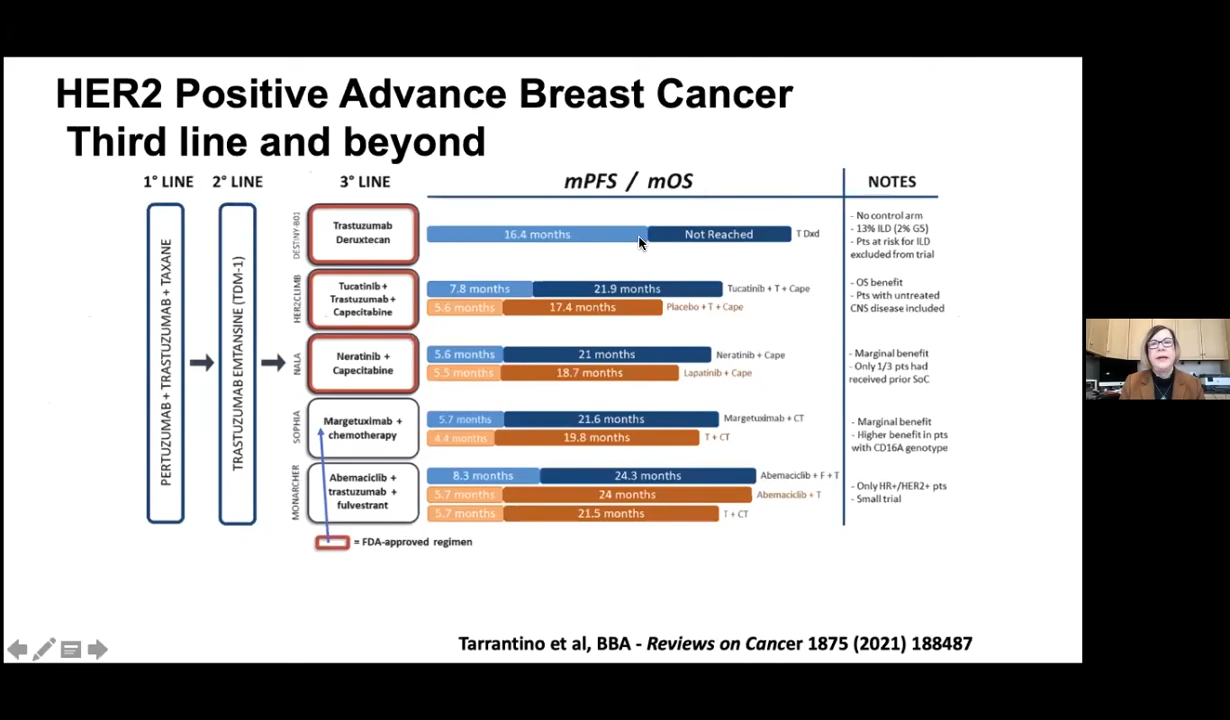 HER2 Positive Advance Breast Cancer
Third line and beyond
1° LINE
2° LINE
3° LINE
mPFS / mOS
NOTES
PERTUZUMAB + TRASTUZUMAB + TAXANE
TRASTUZUMAB EMTANSINE (TDM-1)
DESTINY-B01
Trastuzumab
Deruxtecan
16.4 months
Not Reached
T Dxd
- No control arm
- 13% ILD (2% G5)
- Pts at risk for ILD
excluded from trial
HER2CLIMB
Tucatinib +
Trastuzumab +
Capecitabine
7.8 months
21.9 months
Tucatinib + T + Cape
5.6 months
17.4 months
Placebo + T + Cape
- OS benefit
- Pts with untreated
CNS disease included
NALA
Neratinib +
Capecitabine
5.6 months
21 months
Neratinib + Cape
5.5 months
18.7 months
Lapatinib + Cape
- Marginal benefit
- Only 1/3 pts had
received prior SoC
SOPHIA
Margetuximab +
chemotherapy
5.7 months
21.6 months
Margetuximab + CT
4.4 months
19.8 months
T + CT
- Marginal benefit
- Higher benefit in pts
with CD16A genotype
MONARCHER
Abemaciclib +
trastuzumab +
fulvestrant
8.3 months
24.3 months
Abemaciclib + F + T
5.7 months
24 months
Abemaciclib + T
5.7 months
21.5 months
T + CT
- Only HR+/HER2+ pts
- Small trial
= FDA-approved regimen
Tarrantino et al, BBA - Reviews on Cancer 1875 (2021) 188487